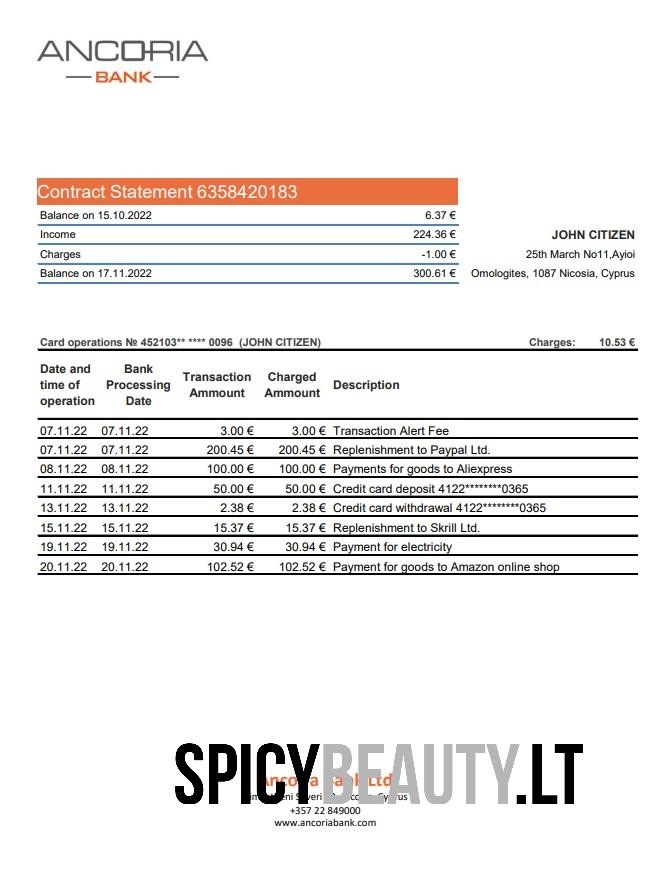 ANCORIA
BANK
Contract Statement 6358420183
Balance on 15.10.2022 6.37 €
Income 224.36 €
Charges -1.00 €
Balance on 17.11.2022 300.61 €
JOHN CITIZEN
25th March No11,Ayioi
Omologites, 1087 Nicosia, Cyprus
Card operations № 452103** **** 0096 (JOHN CITIZEN) Charges: 10.53 €
Date and time of operation Bank Processing Date Transaction Ammount Charged Ammount Description
07.11.22 07.11.22 3.00 € 3.00 € Transaction Alert Fee
07.11.22 07.11.22 200.45 € 200.45 € Replenishment to Paypal Ltd.
08.11.22 08.11.22 100.00 € 100.00 € Payments for goods to Aliexpress
11.11.22 11.11.22 50.00 € 50.00 € Credit card deposit 4122********0365
13.11.22 13.11.22 2.38 € 2.38 € Credit card withdrawal 4122********0365
15.11.22 15.11.22 15.37 € 15.37 € Replenishment to Skrill Ltd.
19.11.22 19.11.22 30.94 € 30.94 € Payment for electricity
20.11.22 20.11.22 102.52 € 102.52 € Payment for goods to Amazon online shop
SPICYBEAUTY.LT
Ancoria Bank Ltd
+357 22 849000
www.ancoriabank.com